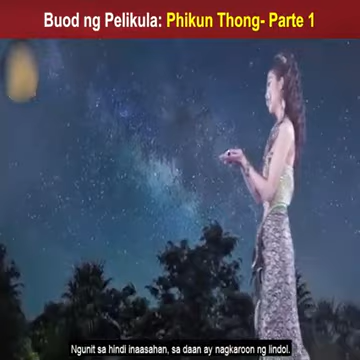 Buod ng Pelikula: Phikun Thong- Parte 1
Ngunit sa hindi inaasahan, sa daan ay nagkaroon ng lindol.